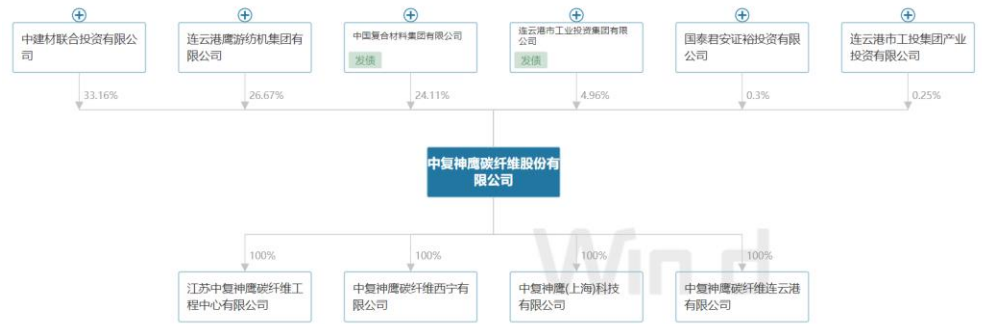 中建材联合投资有限公
司
连云港鹰游纺机集团有
限公司
中国复合材料集团有限公司
发债
连云港市工业投资集团有限
公司
发债
国泰君安证裕投资有限
公司
连云港市工投集团产业
投资有限公司
33.16%
26.67%
24.11%
4.96%
0.3%
0.25%
中复神鹰碳纤维股份有
限公司
100%
100%
100%
100%
江苏中复神鹰碳纤维工
程中心有限公司
中复神鹰碳纤维西宁有
限公司
中复神鹰(上海)科技
有限公司
中复神鹰碳纤维连云港
有限公司
Wind